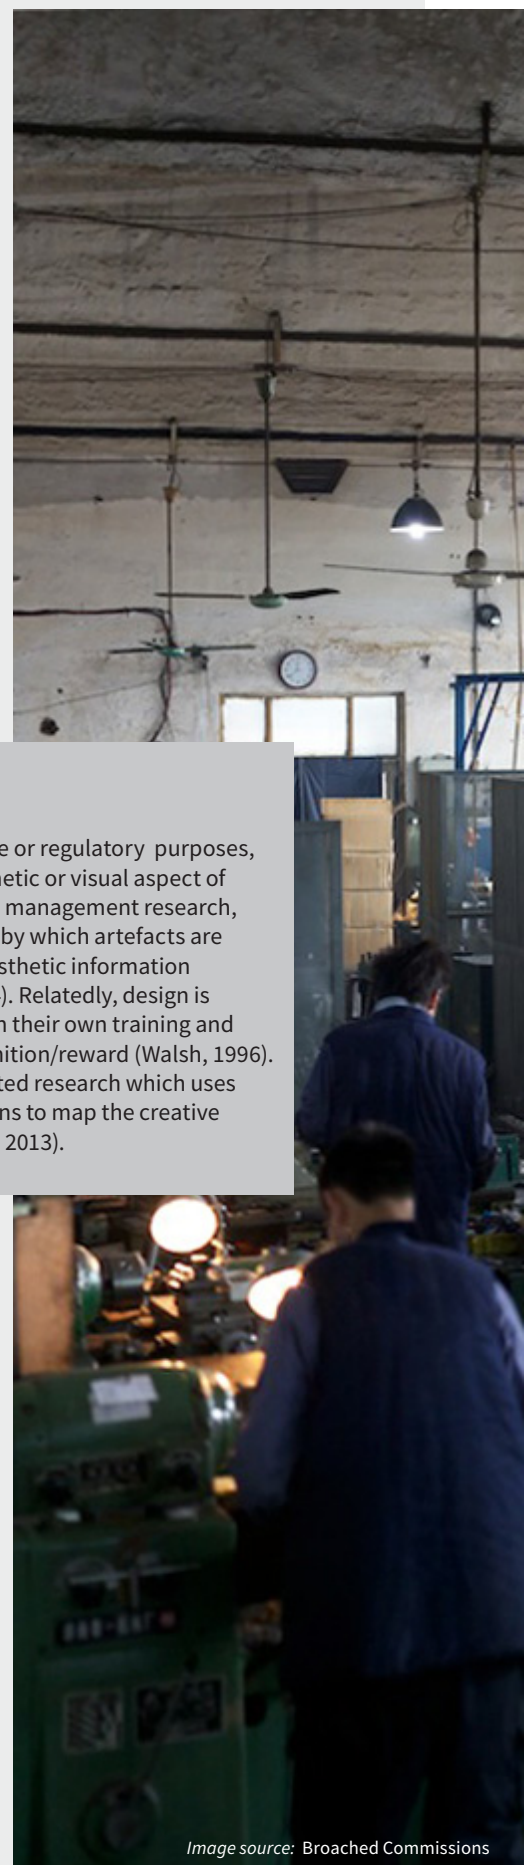 e or regulatory purposes,
netic or visual aspect of
management research,
by which artefacts are
sthetic information
). Relatedly, design is
n their own training and
nition/reward (Walsh, 1996).
ted research which uses
ns to map the creative
2013).
Image source: Broached Commissions